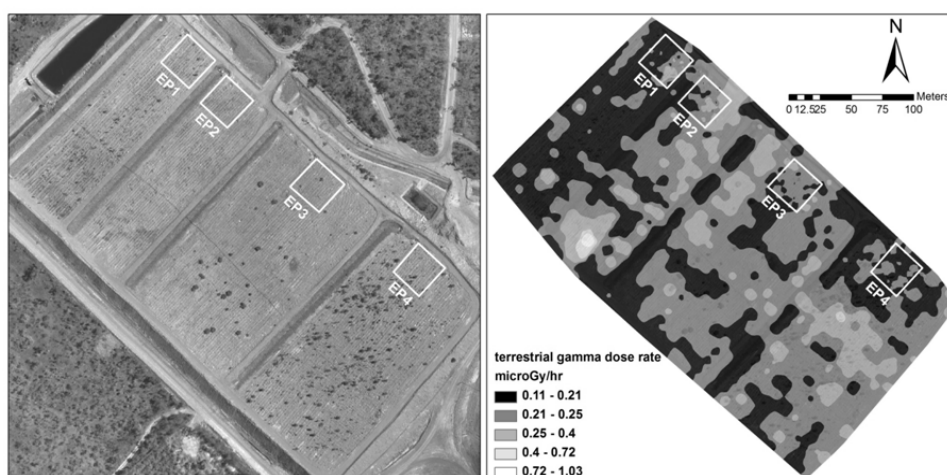 EP1
EP2
EP3
EP4
EP1
EP2
EP3
EP4
N
Meters
0 12.525 50 75 100
terrestrial gamma dose rate
microGy/hr
0.11 - 0.21
0.21 - 0.25
0.25 - 0.4
0.4 - 0.72
0.72 - 1.03